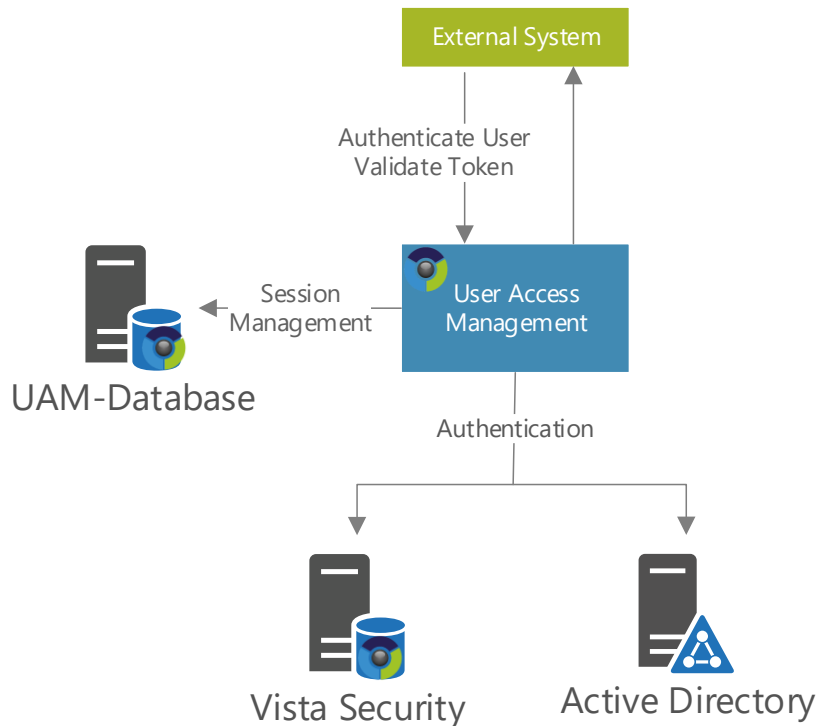 External System
Authenticate User
Validate Token
Session
Management
User Access
Management
UAM-Database
Authentication
Vista Security
Active Directory